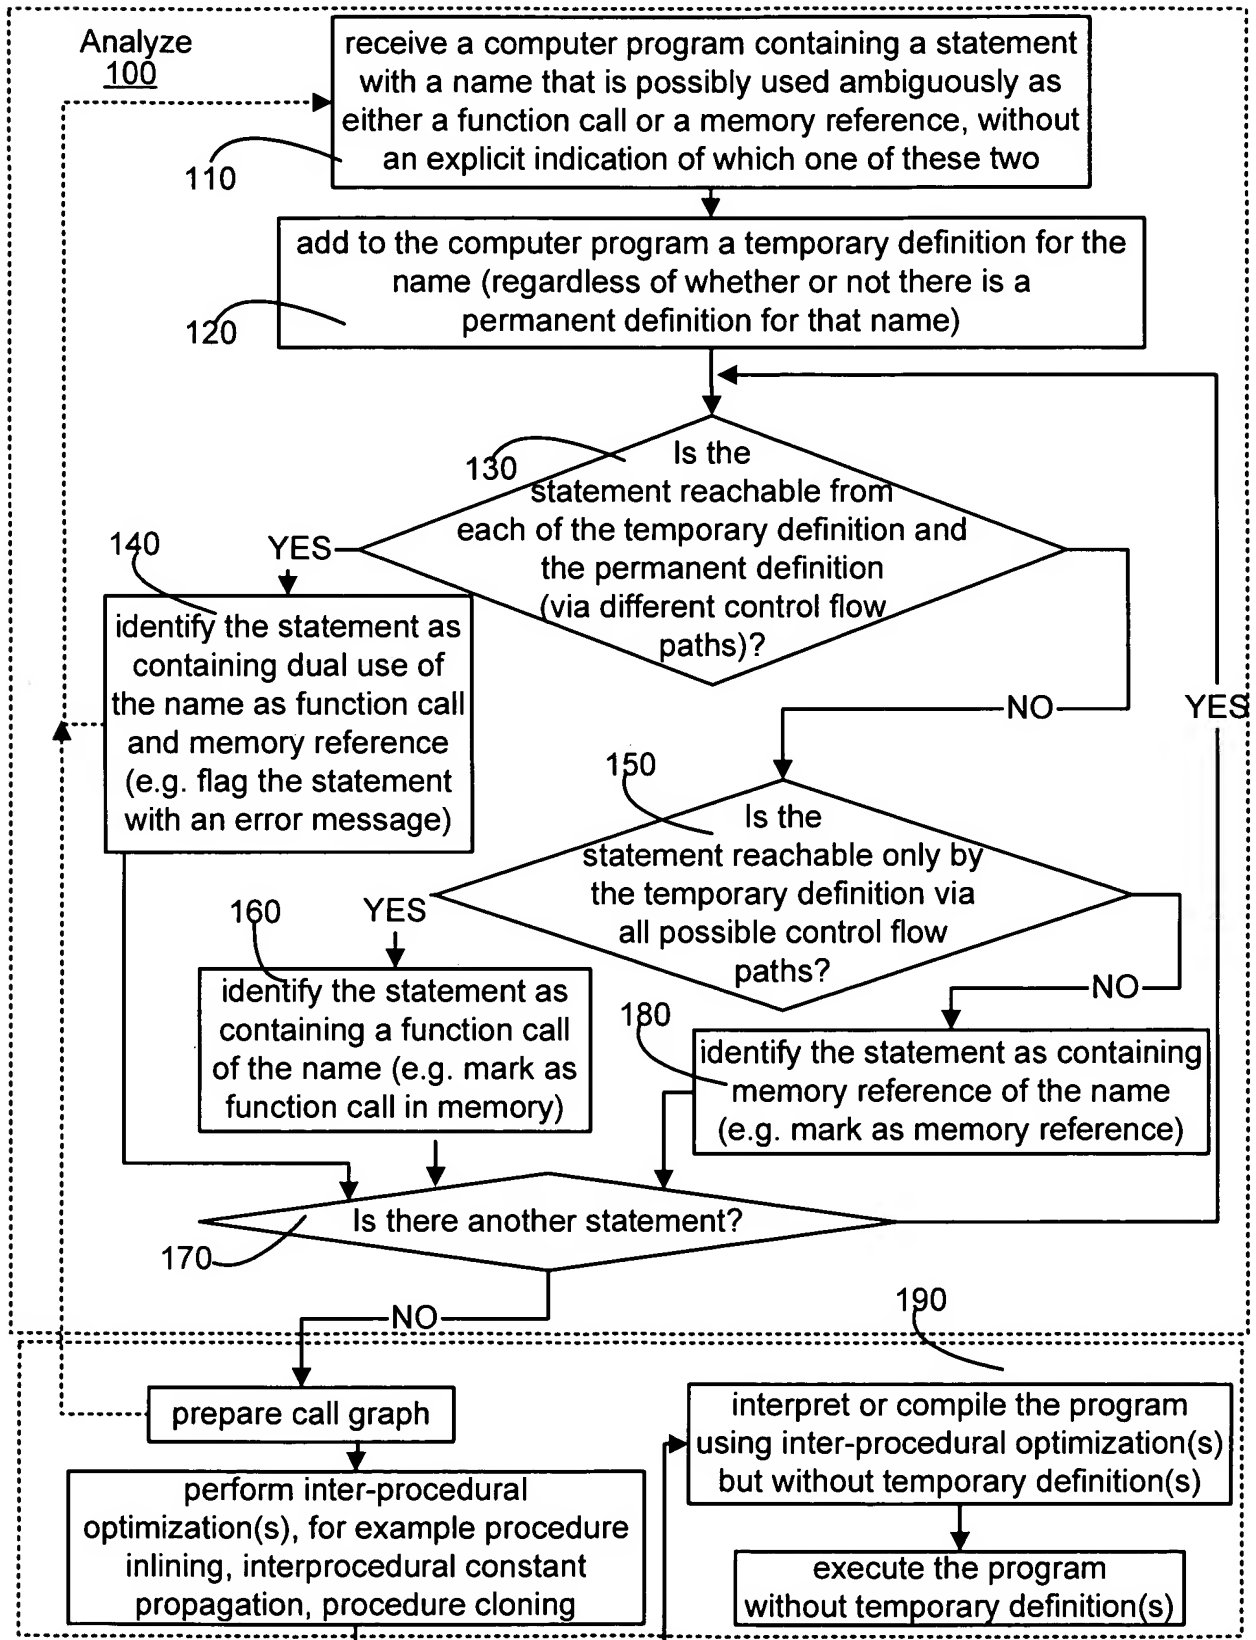 Analyze
100
receive a computer program containing a statement
with a name that is possibly used ambiguously as
either a function call or a memory reference, without
an explicit indication of which one of these two
110
add to the computer program a temporary definition for the
name (regardless of whether or not there is a
permanent definition for that name)
120
130
Is the
statement reachable from
each of the temporary definition and
the permanent definition
(via different control flow
paths)?
140
YES
identify the statement as
containing dual use of
the name as function call
and memory reference
(e.g. flag the statement
with an error message)
NO
YES
150
Is the
statement reachable only by
the temporary definition via
all possible control flow
paths?
160
YES
identify the statement as
containing a function call
of the name (e.g. mark as
function call in memory)
NO
180
identify the statement as containing
memory reference of the name
(e.g. mark as memory reference)
Is there another statement?
170
NO
190
prepare call graph
perform inter-procedural
optimization(s), for example procedure
inlining, interprocedural constant
propagation, procedure cloning
interpret or compile the program
using inter-procedural optimization(s)
but without temporary definition(s)
execute the program
without temporary definition(s)